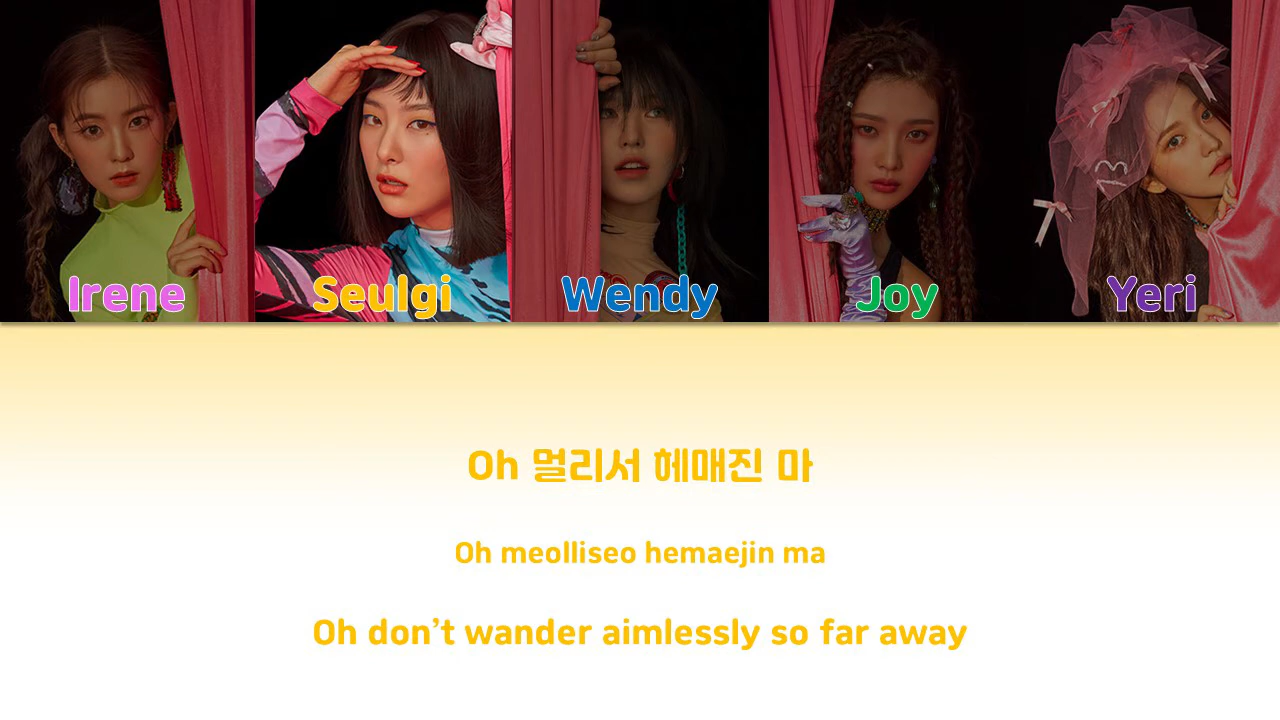 Irene
Seulgi
Wendy
Joy
Yeri
Oh 멀리서 헤매진 마
Oh meolliseo hemaejin ma
Oh don’t wander aimlessly so far away